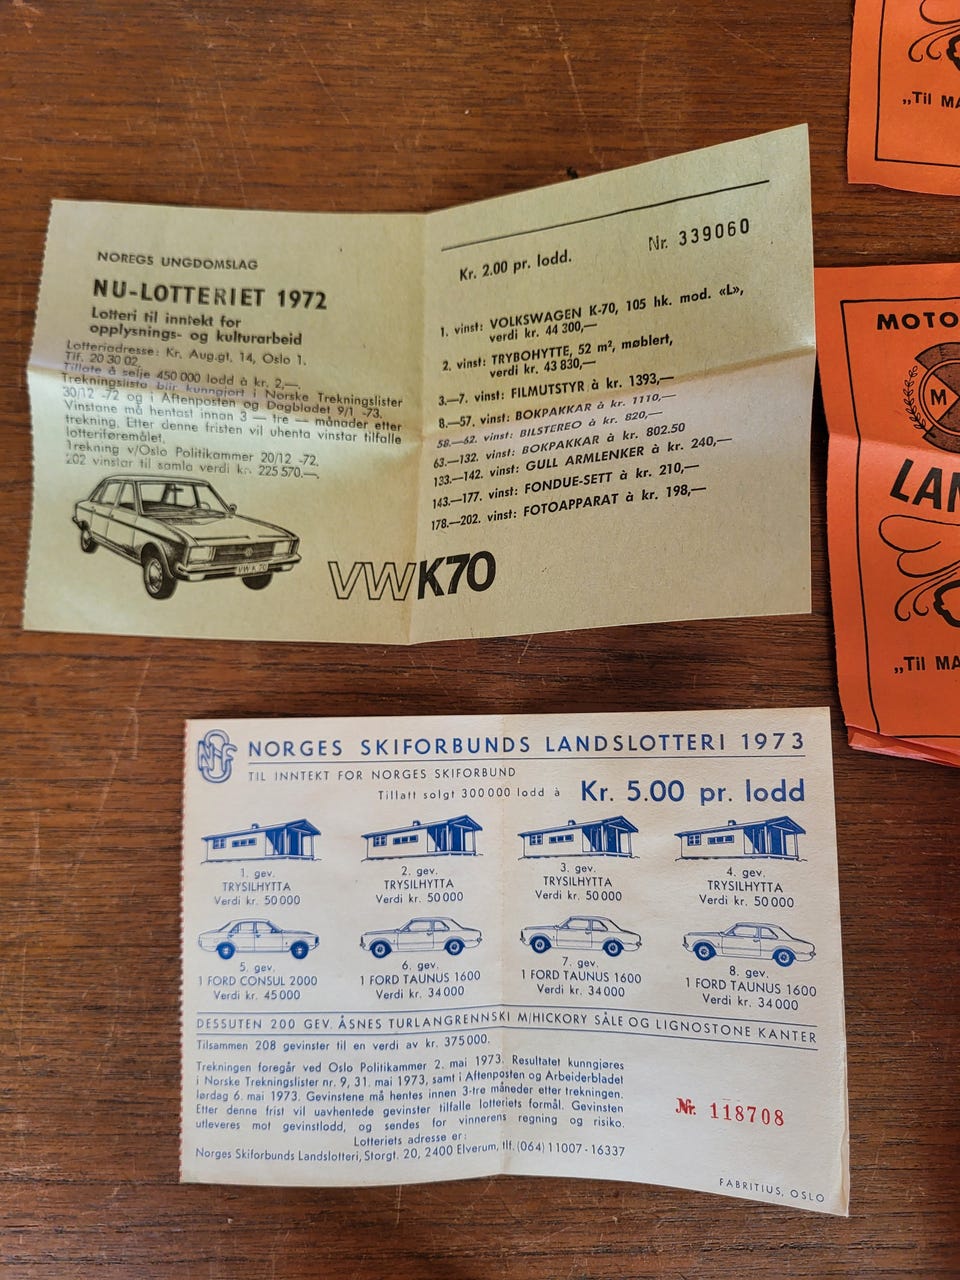 „Til MA
NOREGS UNGDOMSLAG
NU-LOTTERIET 1972
Lotteri til inntekt for
opplysnings- og kulturarbeid
Lotteriadresse: Kr. Aug.gt. 14, Oslo 1.
Tlf. 20 30 02
Tillate å selje 450 000 lodd à kr. 2,—.
Trekningslista blir kungjort i Norske Trekningslister
30/12 -72 og i Aftenposten og Dagbladet 9/1 -73.
Vinstane må hentast innan 3 — tre — månader etter
trekning. Etter denne fristen vil uhenta vinstar tilfalle
lotteriføremålet.
Trekning v/Oslo Politikammer 20/12 -72.
202 vinstar til samla verdi kr. 225 570.—.
VW K 70
VWK70
Kr. 2.00 pr. lodd.
Nr. 339060
1. vinst: VOLKSWAGEN K-70, 105 hk. mod. «L»,
verdi kr. 44 300,—
2. vinst: TRYBOHYTTE, 52 m², møblert,
verdi kr. 43 830,—
3.—7. vinst: FILMUTSTYR à kr. 1393,—
8.—57. vinst: BOKPAKKAR à kr. 1110,—
58.—62. vinst: BILSTEREO à kr. 820,—
63.—132. vinst: BOKPAKKAR à kr. 802.50
133.—142. vinst: GULL ARMLENKER à kr. 240,—
143.—177. vinst: FONDUE-SETT à kr. 210,—
178.—202. vinst: FOTOAPPARAT à kr. 198,—
MOTO
M
LAN
„Til MA
NSF
NORGES SKIFORBUNDS LANDSLOTTERI 1973
TIL INNTEKT FOR NORGES SKIFORBUND
Tillatt solgt 300 000 lodd à Kr. 5.00 pr. lodd
1. gev.
TRYSILHYTTA
Verdi kr. 50 000
2. gev.
TRYSILHYTTA
Verdi kr. 50 000
3. gev.
TRYSILHYTTA
Verdi kr. 50 000
4. gev.
TRYSILHYTTA
Verdi kr. 50 000
5. gev.
1 FORD CONSUL 2000
Verdi kr. 45 000
6. gev.
1 FORD TAUNUS 1600
Verdi kr. 34 000
7. gev.
1 FORD TAUNUS 1600
Verdi kr. 34 000
8. gev.
1 FORD TAUNUS 1600
Verdi kr. 34 000
DESSUTEN 200 GEV. ÅSNES TURLANGRENNSKI M/HICKORY SÅLE OG LIGNOSTONE KANTER
Tilsammen 208 gevinster til en verdi av kr. 375 000.
Trekningen foregår ved Oslo Politikammer 2. mai 1973. Resultatet kunngjøres
i Norske Trekningslister nr. 9, 31. mai 1973, samt i Aftenposten og Arbeiderbladet
lørdag 6. mai 1973. Gevinstene må hentes innen 3-tre måneder etter trekningen.
Etter denne frist vil uavhentede gevinster tilfalle lotteriets formål. Gevinsten
utleveres mot gevinstlodd, og sendes for vinnerens regning og risiko.
Lotteriets adresse er:
Norges Skiforbunds Landslotteri, Storgt. 20, 2400 Elverum, tlf. (064) 11007 - 16337
Nr. 118708
FABRITIUS, OSLO